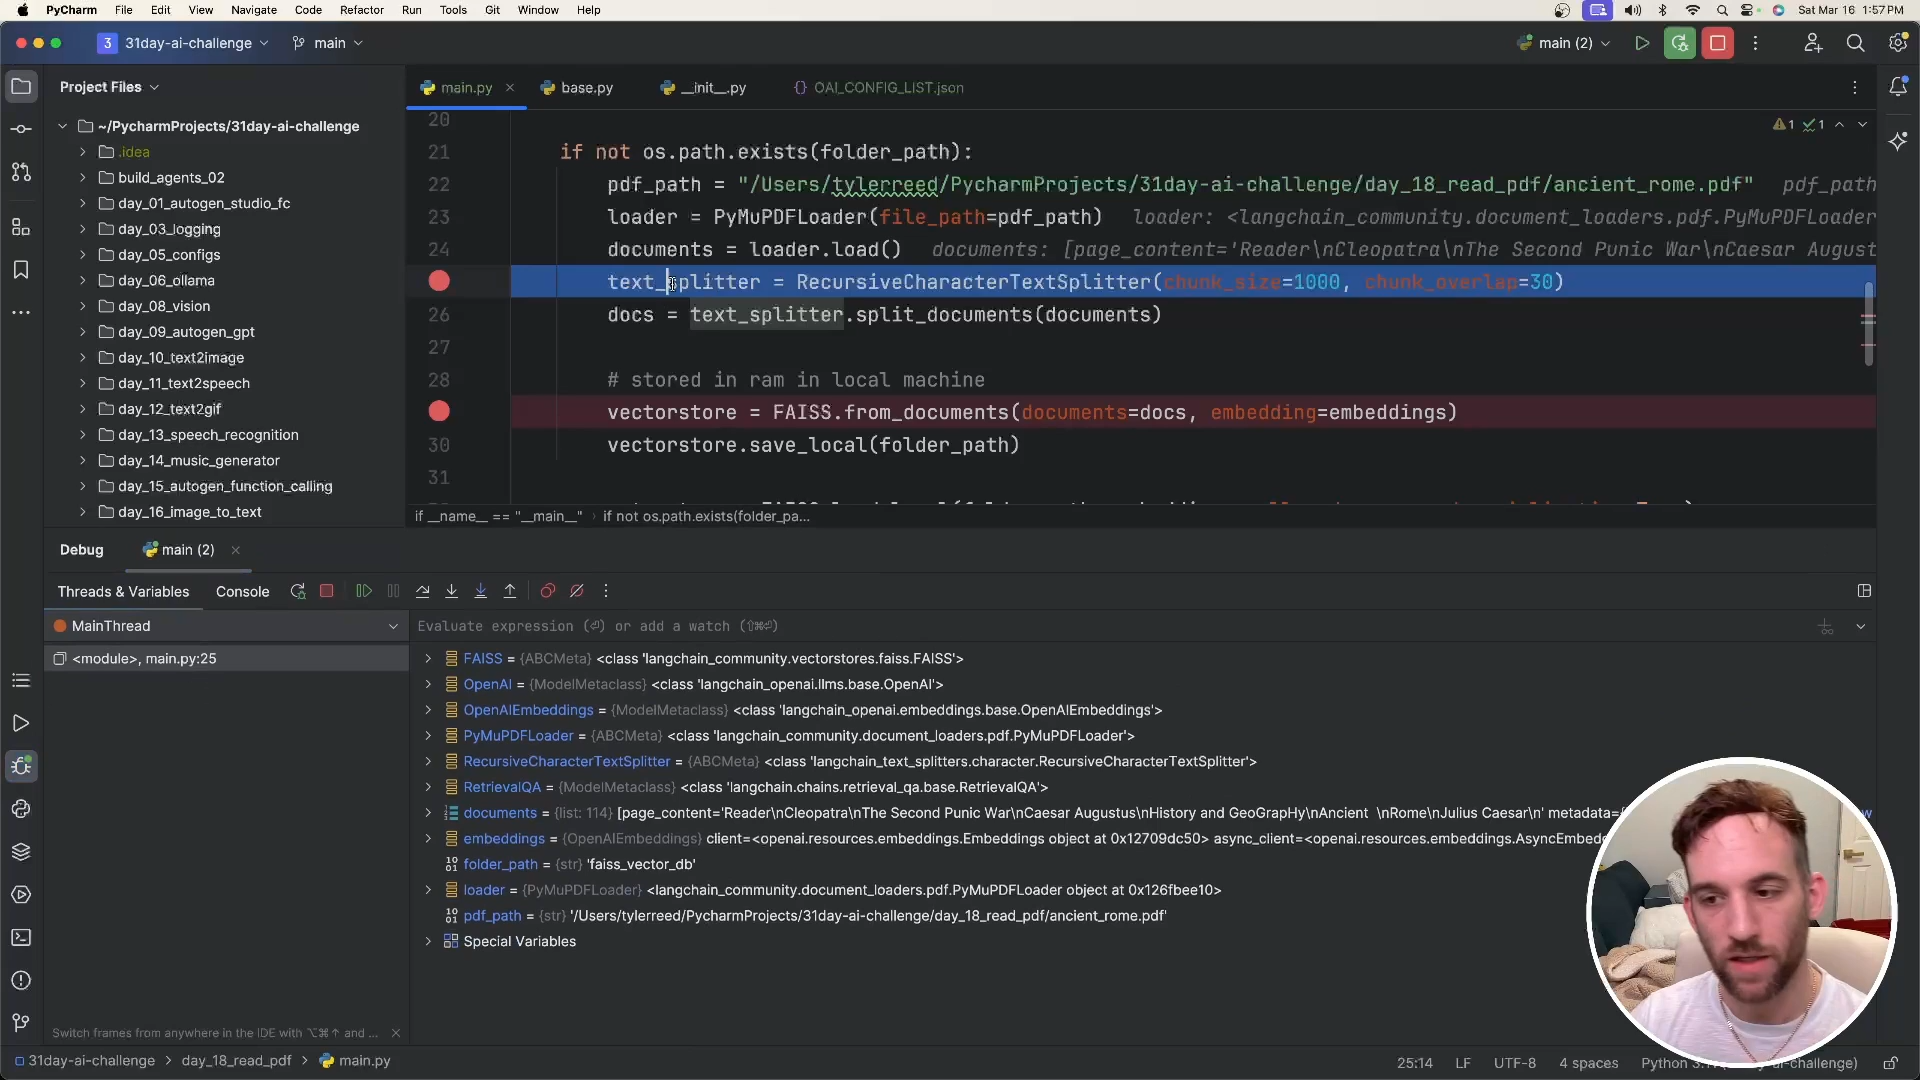 PyCharm File Edit View Navigate Code Refactor Run Tools Git Window Help Sat Mar 16 1:57 PM
3 31day-ai-challenge main main (2)
Project Files
~/PycharmProjects/31day-ai-challenge
.idea
build_agents_02
day_01_autogen_studio_fc
day_03_logging
day_05_configs
day_06_ollama
day_08_vision
day_09_autogen_gpt
day_10_text2image
day_11_text2speech
day_12_text2gif
day_13_speech_recognition
day_14_music_generator
day_15_autogen_function_calling
day_16_image_to_text
main.py base.py __init__.py {} OAI_CONFIG_LIST.json
1 1
20
21 if not os.path.exists(folder_path):
22 pdf_path = "/Users/tylerreed/PycharmProjects/31day-ai-challenge/day_18_read_pdf/ancient_rome.pdf" pdf_path
23 loader = PyMuPDFLoader(file_path=pdf_path) loader: <langchain_community.document_loaders.pdf.PyMuPDFLoader
24 documents = loader.load() documents: [page_content='Reader\nCleopatra\nThe Second Punic War\nCaesar August
text_splitter = RecursiveCharacterTextSplitter(chunk_size=1000, chunk_overlap=30)
26 docs = text_splitter.split_documents(documents)
27
28 # stored in ram in local machine
vectorstore = FAISS.from_documents(documents=docs, embedding=embeddings)
30 vectorstore.save_local(folder_path)
31
if __name__ == "__main__" › if not os.path.exists(folder_pa...
Debug main (2)
Threads & Variables Console
MainThread
<module>, main.py:25
Evaluate expression (⏎) or add a watch (⇧⌘⏎)
FAISS = {ABCMeta} <class 'langchain_community.vectorstores.faiss.FAISS'>
OpenAI = {ModelMetaclass} <class 'langchain_openai.llms.base.OpenAI'>
OpenAIEmbeddings = {ModelMetaclass} <class 'langchain_openai.embeddings.base.OpenAIEmbeddings'>
PyMuPDFLoader = {ABCMeta} <class 'langchain_community.document_loaders.pdf.PyMuPDFLoader'>
RecursiveCharacterTextSplitter = {ABCMeta} <class 'langchain_text_splitters.character.RecursiveCharacterTextSplitter'>
RetrievalQA = {ModelMetaclass} <class 'langchain.chains.retrieval_qa.base.RetrievalQA'>
documents = {list: 114} [page_content='Reader\nCleopatra\nThe Second Punic War\nCaesar Augustus\nHistory and GeoGrapHy\nAncient \nRome\nJulius Caesar\n' metadata=
embeddings = {OpenAIEmbeddings} client=<openai.resources.embeddings.Embeddings object at 0x12709dc50> async_client=<openai.resources.embeddings.AsyncEmbedd
folder_path = {str} 'faiss_vector_db'
loader = {PyMuPDFLoader} <langchain_community.document_loaders.pdf.PyMuPDFLoader object at 0x126fbee10>
pdf_path = {str} '/Users/tylerreed/PycharmProjects/31day-ai-challenge/day_18_read_pdf/ancient_rome.pdf'
Special Variables
Switch frames from anywhere in the IDE with ⌥⌘↑ and ...
31day-ai-challenge › day_18_read_pdf › main.py 25:14 LF UTF-8 4 spaces